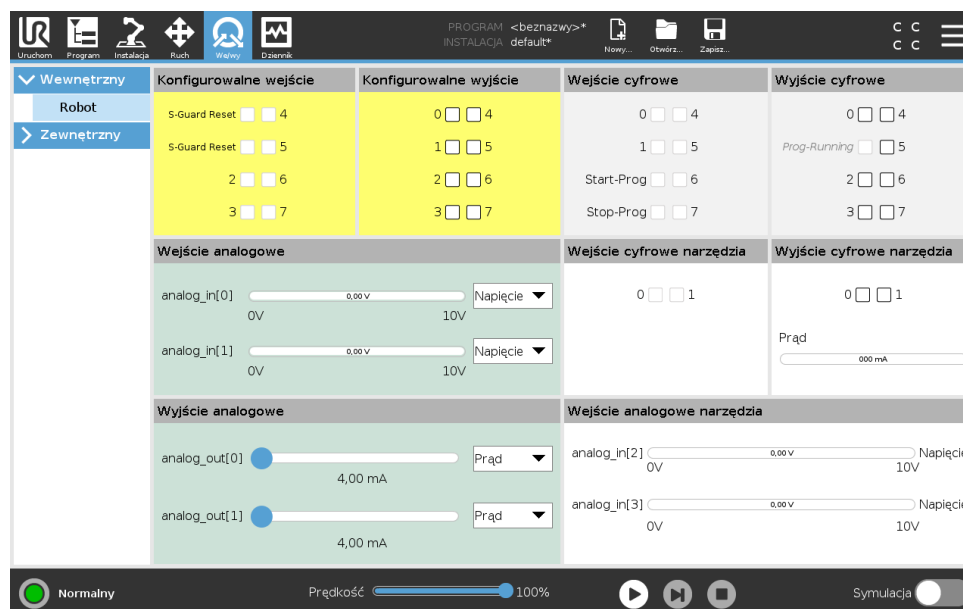 PROGRAM <beznazwy>*
INSTALACJA default*
UR
C C
C C
Uruchom Program Instalacja Ruch We/wy Dziennik Nowy... Otwórz... Zapisz...
Wewnętrzny
Robot
Zewnętrzny
Konfigurowalne wejście
S-Guard Reset 4
S-Guard Reset 5
2 6
3 7
Konfigurowalne wyjście
0 4
1 5
2 6
3 7
Wejście cyfrowe
0 4
1 5
Start-Prog 6
Stop-Prog 7
Wyjście cyfrowe
0 4
Prog-Running 5
2 6
3 7
Wejście analogowe
analog_in[0] 0,00 V Napięcie
0V 10V
analog_in[1] 0,00 V Napięcie
0V 10V
Wejście cyfrowe narzędzia
0 1
Wyjście cyfrowe narzędzia
0 1
Prąd
000 mA
Wyjście analogowe
analog_out[0] Prąd
4,00 mA
analog_out[1] Prąd
4,00 mA
Wejście analogowe narzędzia
analog_in[2] 0,00 V Napięcie
0V 10V
analog_in[3] 0,00 V Napięcie
0V 10V
Normalny Prędkość 100% Symulacja